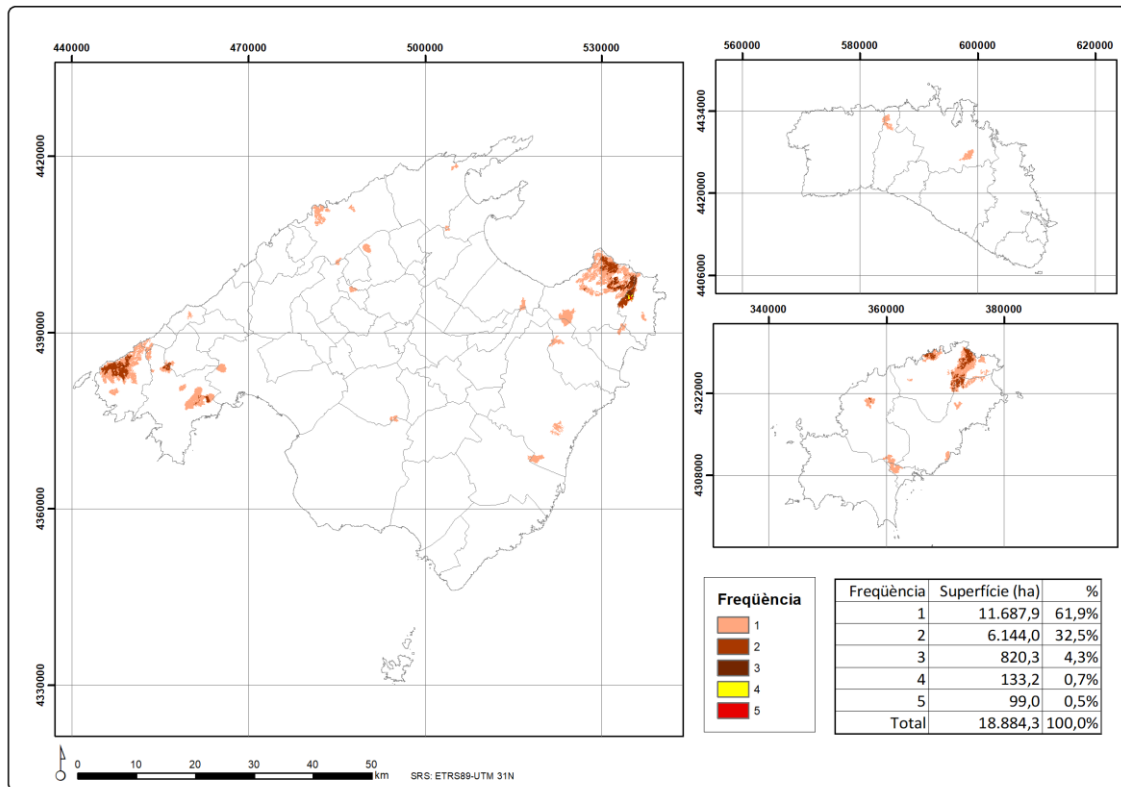 440000 470000 500000 530000
4420000
4390000
4360000
4330000
560000 580000 600000 620000
4434000
4420000
4406000
340000 360000 380000
4322000
4308000
Freqüència
1
2
3
4
5
Freqüència Superfície (ha) %
1 11.687,9 61,9%
2 6.144,0 32,5%
3 820,3 4,3%
4 133,2 0,7%
5 99,0 0,5%
Total 18.884,3 100,0%
0 10 20 30 40 50
km
SRS: ETRS89-UTM 31N